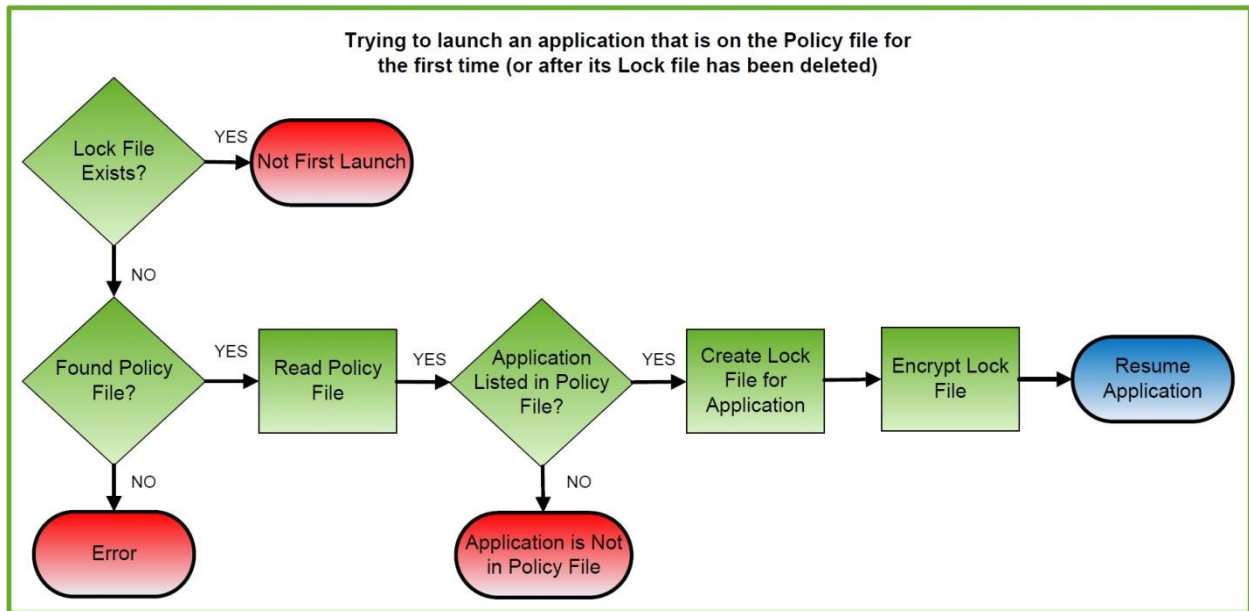 Trying to launch an application that is on the Policy file for
the first time (or after its Lock file has been deleted)
Lock File
Exists?
YES
Not First Launch
NO
Found Policy
File?
YES
Read Policy
File
YES
Application
Listed in Policy
File?
YES
Create Lock
File for
Application
Encrypt Lock
File
Resume
Application
NO
Error
NO
Application is Not
in Policy File